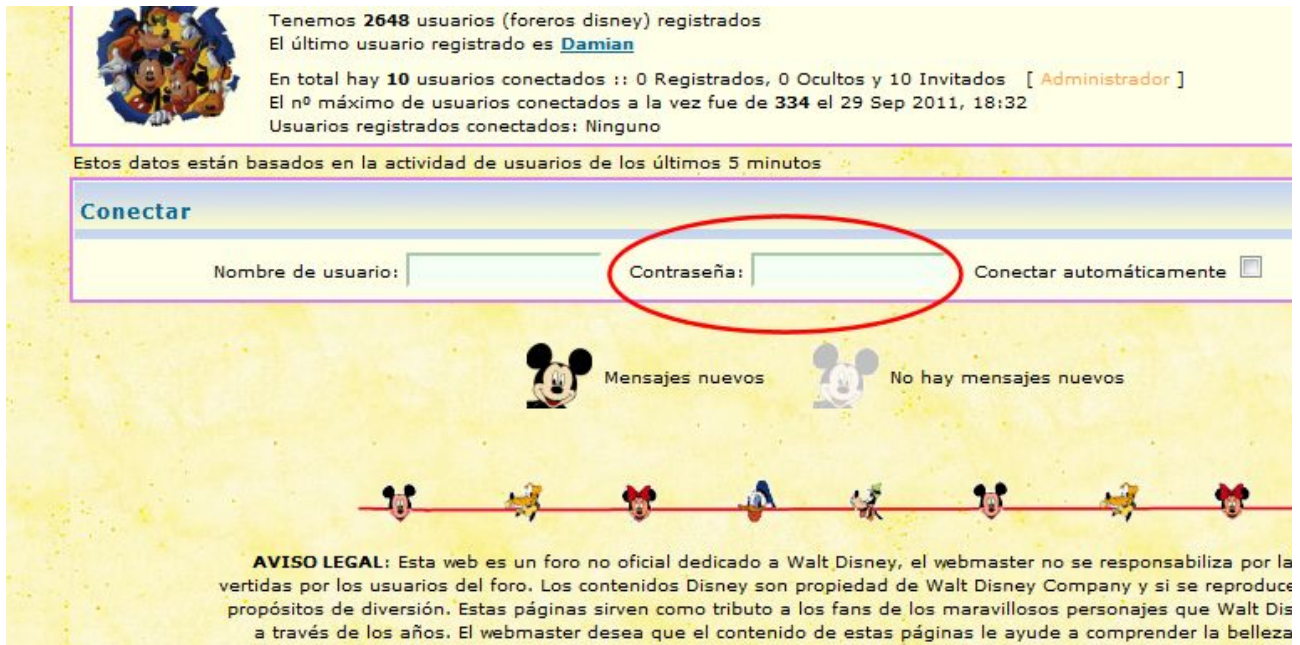 Tenemos 2648 usuarios (foreros disney) registrados
El último usuario registrado es Damian
En total hay 10 usuarios conectados :: 0 Registrados, 0 Ocultos y 10 Invitados [ Administrador ]
El nº máximo de usuarios conectados a la vez fue de 334 el 29 Sep 2011, 18:32
Usuarios registrados conectados: Ninguno
Estos datos están basados en la actividad de usuarios de los últimos 5 minutos
Conectar
Nombre de usuario: Contraseña: Conectar automáticamente
Mensajes nuevos No hay mensajes nuevos
AVISO LEGAL: Esta web es un foro no oficial dedicado a Walt Disney, el webmaster no se responsabiliza por la
vertidas por los usuarios del foro. Los contenidos Disney son propiedad de Walt Disney Company y si se reproduce
propósitos de diversión. Estas páginas sirven como tributo a los fans de los maravillosos personajes que Walt Dis
a través de los años. El webmaster desea que el contenido de estas páginas le ayude a comprender la belleza